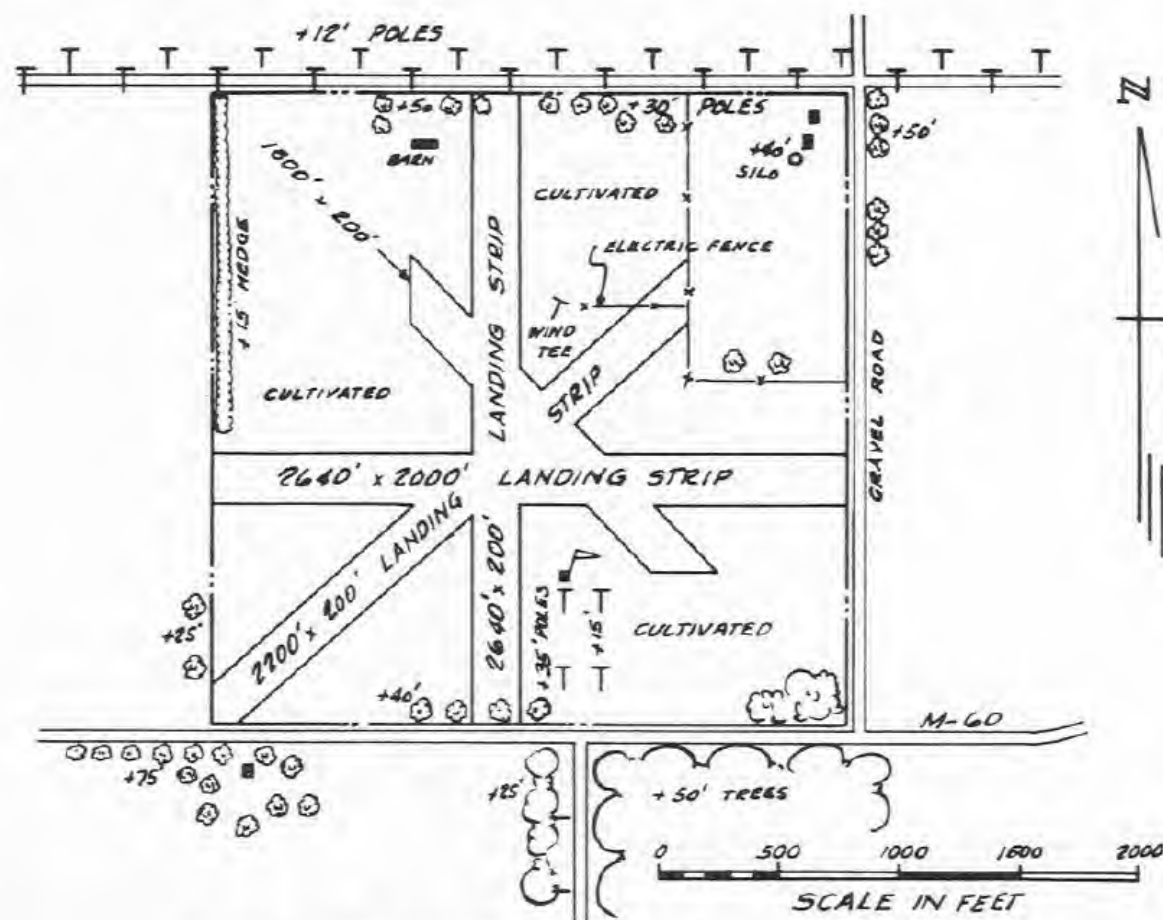 +12' POLES
N
+50
+30' POLES
+50'
BARN
+40'
SILO
1800' x 200'
CULTIVATED
+15' HEDGE
LANDING STRIP
ELECTRIC FENCE
WIND
TEE
STRIP
CULTIVATED
GRAVEL ROAD
2640' x 2000' LANDING STRIP
2200' x 200' LANDING
2640' x 200'
+35' POLES
+15'
CULTIVATED
+25'
+40'
M-60
+75
+25'
+50' TREES
0 500 1000 1600 2000
SCALE IN FEET